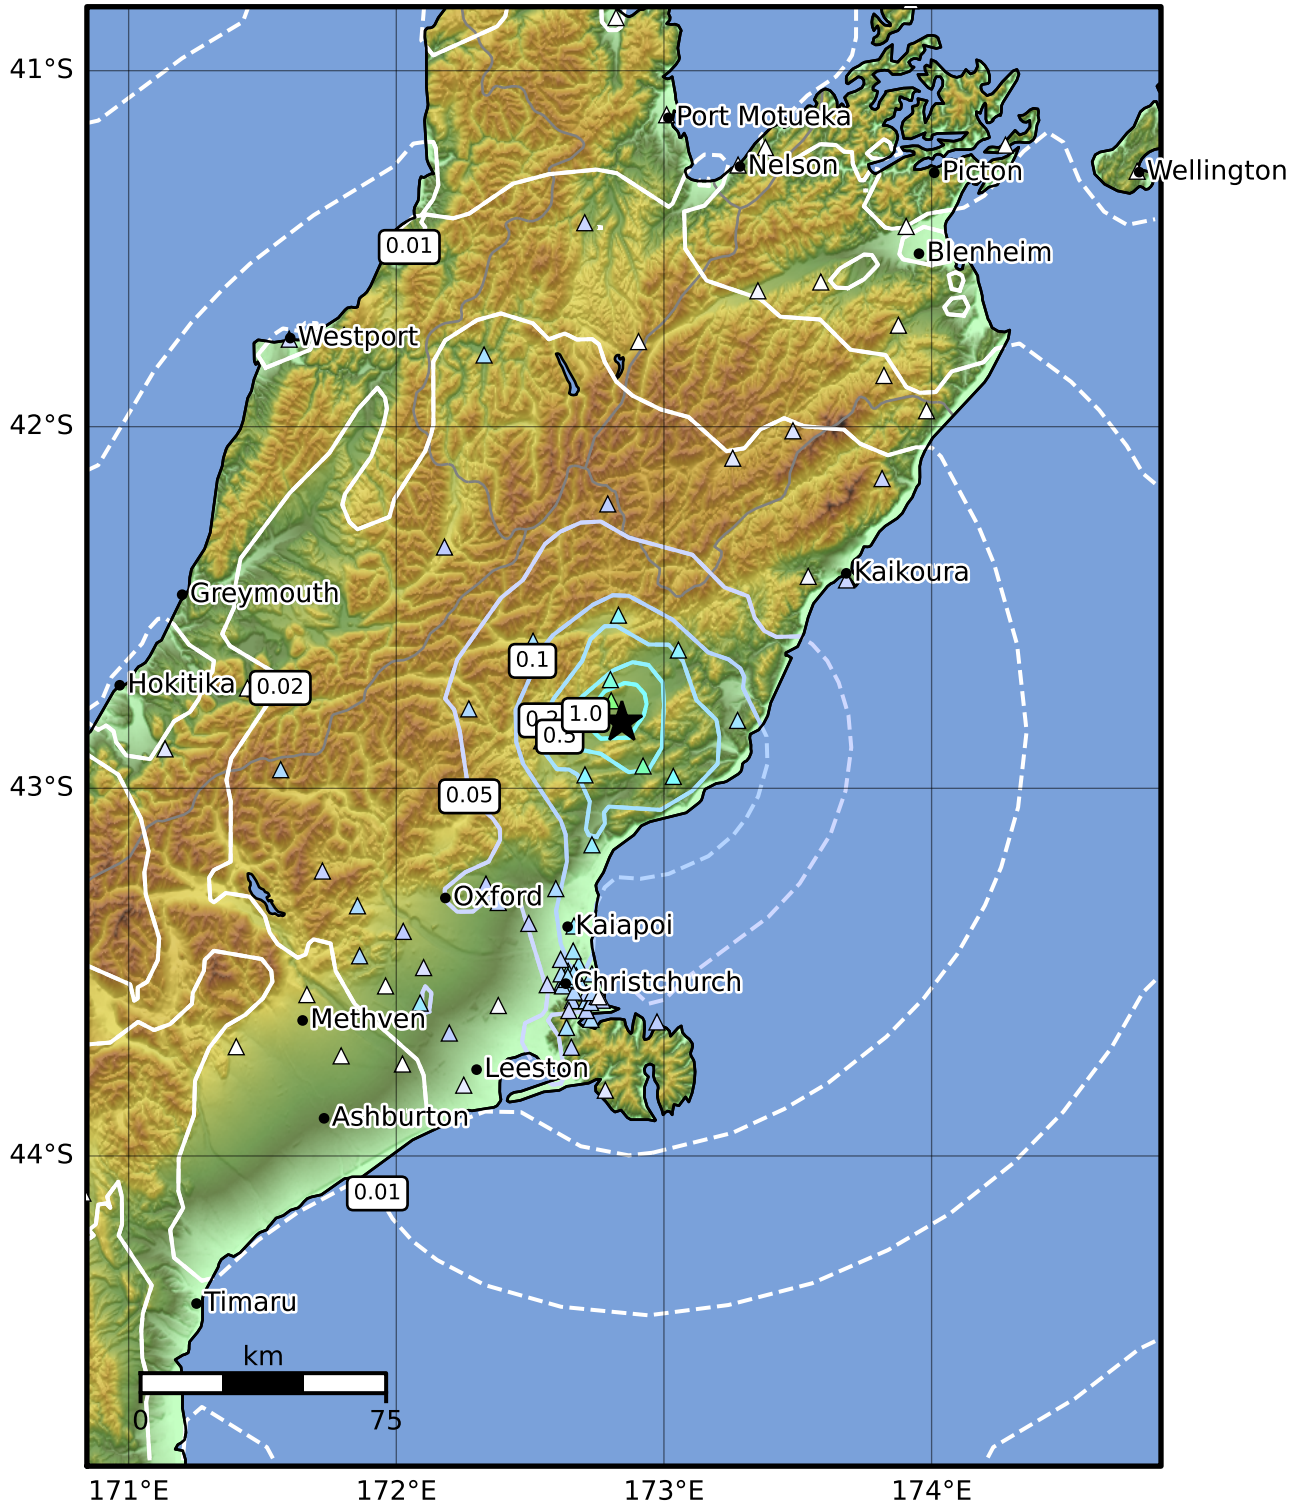 41°S
Port Motueka
Nelson
Picton
Wellington
0.01
Blenheim
Westport
42°S
Kaikoura
Greymouth
0.1
Hokitika
0.02
1.0
0.5
43°S
0.05
Oxford
Kaiapoi
Christchurch
Methven
Leeston
Ashburton
44°S
0.01
Timaru
km
0
75
171°E
172°E
173°E
174°E